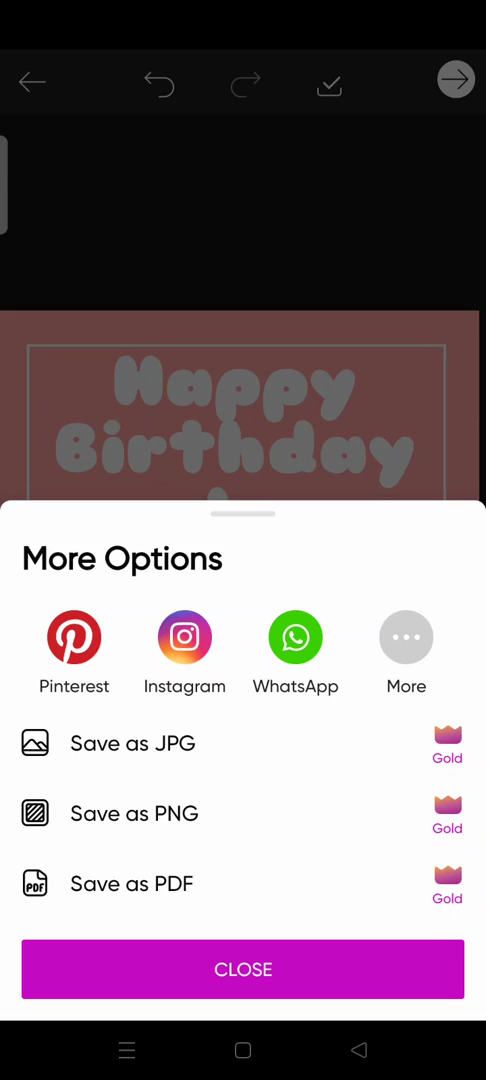 Happy
Birthday
More Options
Pinterest
Instagram
WhatsApp
More
Save as JPG
Gold
Save as PNG
Gold
PDF
Save as PDF
Gold
CLOSE